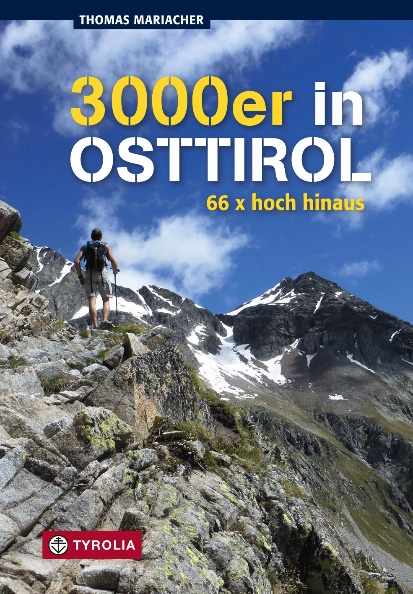 THOMAS MARIACHER
3000er in
OSTTIROL
66 x hoch hinaus
TYROLIA